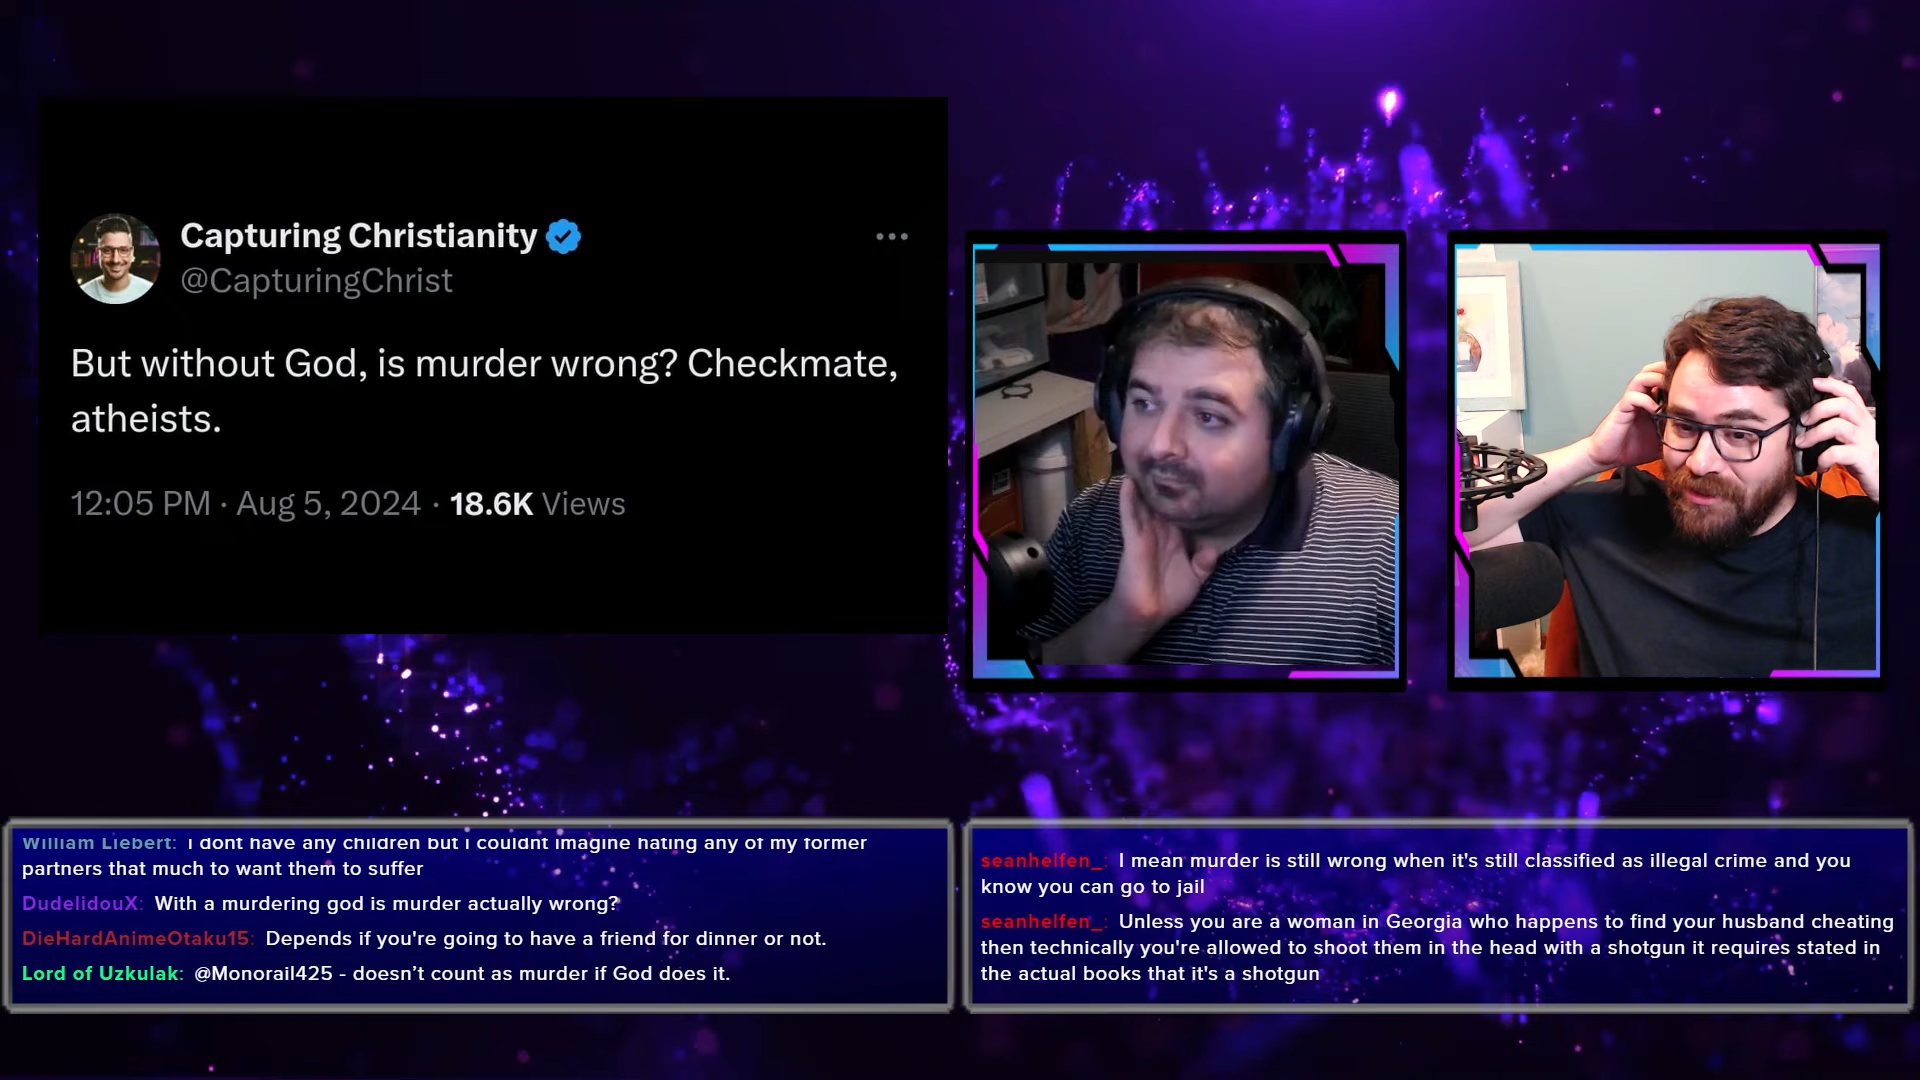 Capturing Christianity
@CapturingChrist
But without God, is murder wrong? Checkmate,
atheists.
12:05 PM · Aug 5, 2024 · 18.6K Views
William Liebert: i dont have any children but i couldnt imagine hating any of my former
partners that much to want them to suffer
DudelidouX: With a murdering god is murder actually wrong?
DieHardAnimeOtaku15: Depends if you're going to have a friend for dinner or not.
Lord of Uzkulak: @Monorail425 - doesn’t count as murder if God does it.
seanhelfen_: I mean murder is still wrong when it's still classified as illegal crime and you
know you can go to jail
seanhelfen_: Unless you are a woman in Georgia who happens to find your husband cheating
then technically you're allowed to shoot them in the head with a shotgun it requires stated in
the actual books that it's a shotgun